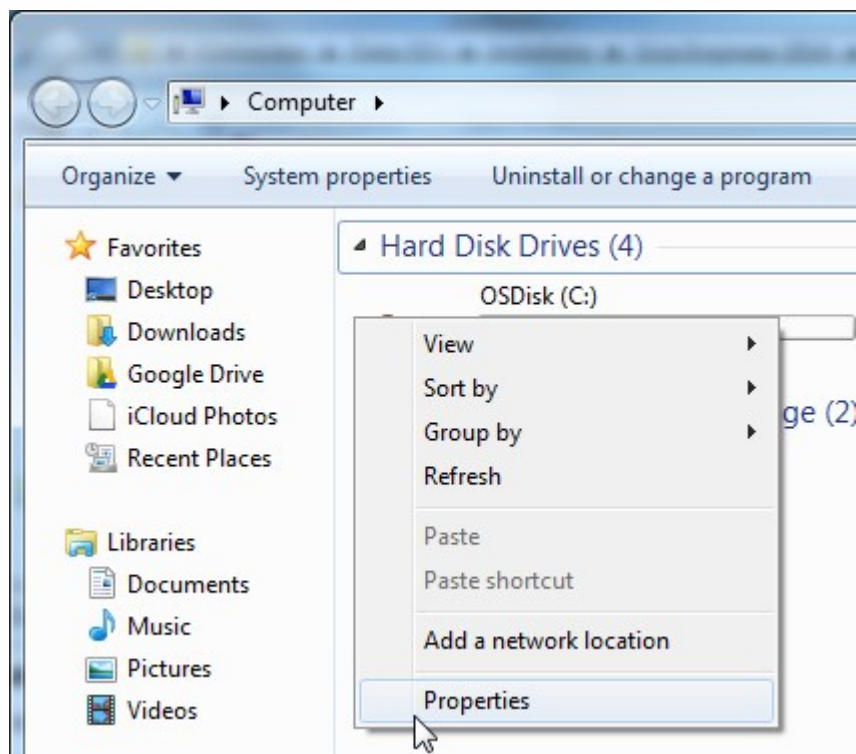 Computer
Organize
System properties
Uninstall or change a program
Favorites
Desktop
Downloads
Google Drive
iCloud Photos
Recent Places
Libraries
Documents
Music
Pictures
Videos
Hard Disk Drives (4)
OSDisk (C:)
ge (2)
View
Sort by
Group by
Refresh
Paste
Paste shortcut
Add a network location
Properties